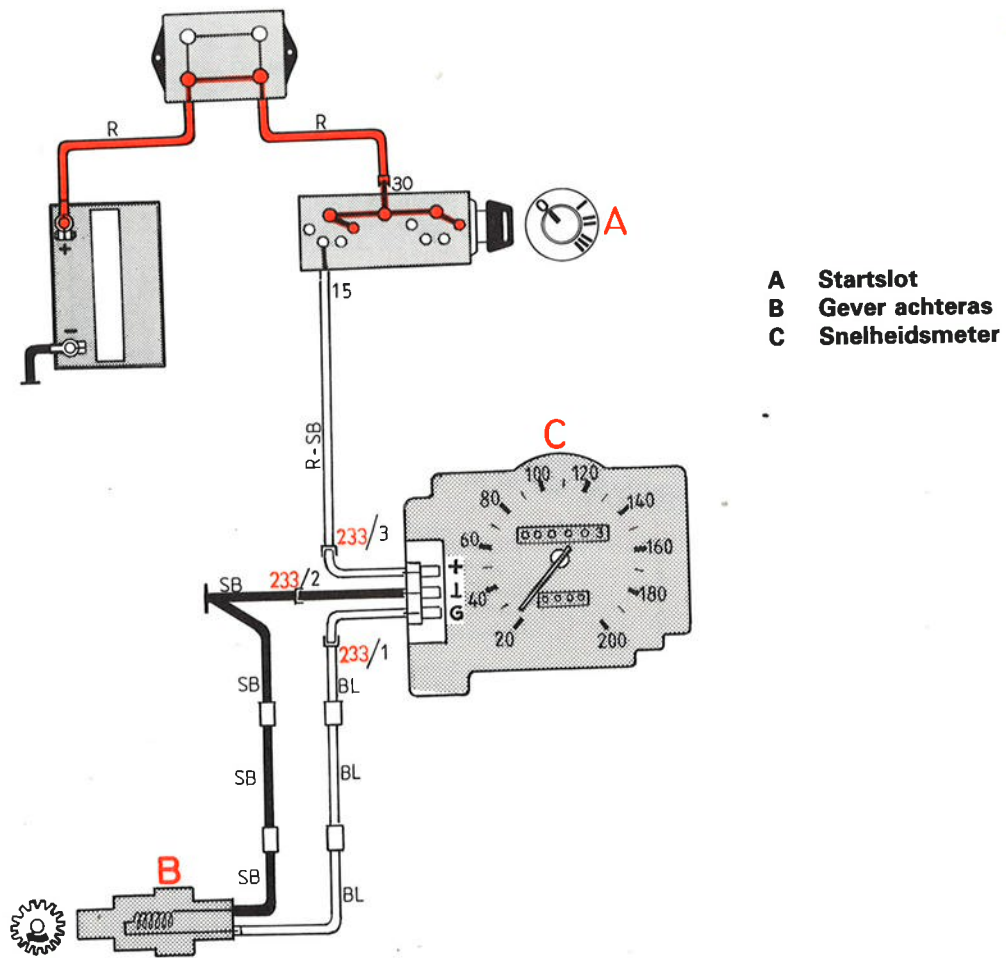 R
R
30
+
-
A
15
A Startslot
B Gever achteras
C Snelheidsmeter
R-SB
C
20
40
60
80
100
120
140
160
180
200
3
233/3
+
⊥
G
SB
233/2
233/1
SB
BL
SB
BL
SB
BL
B